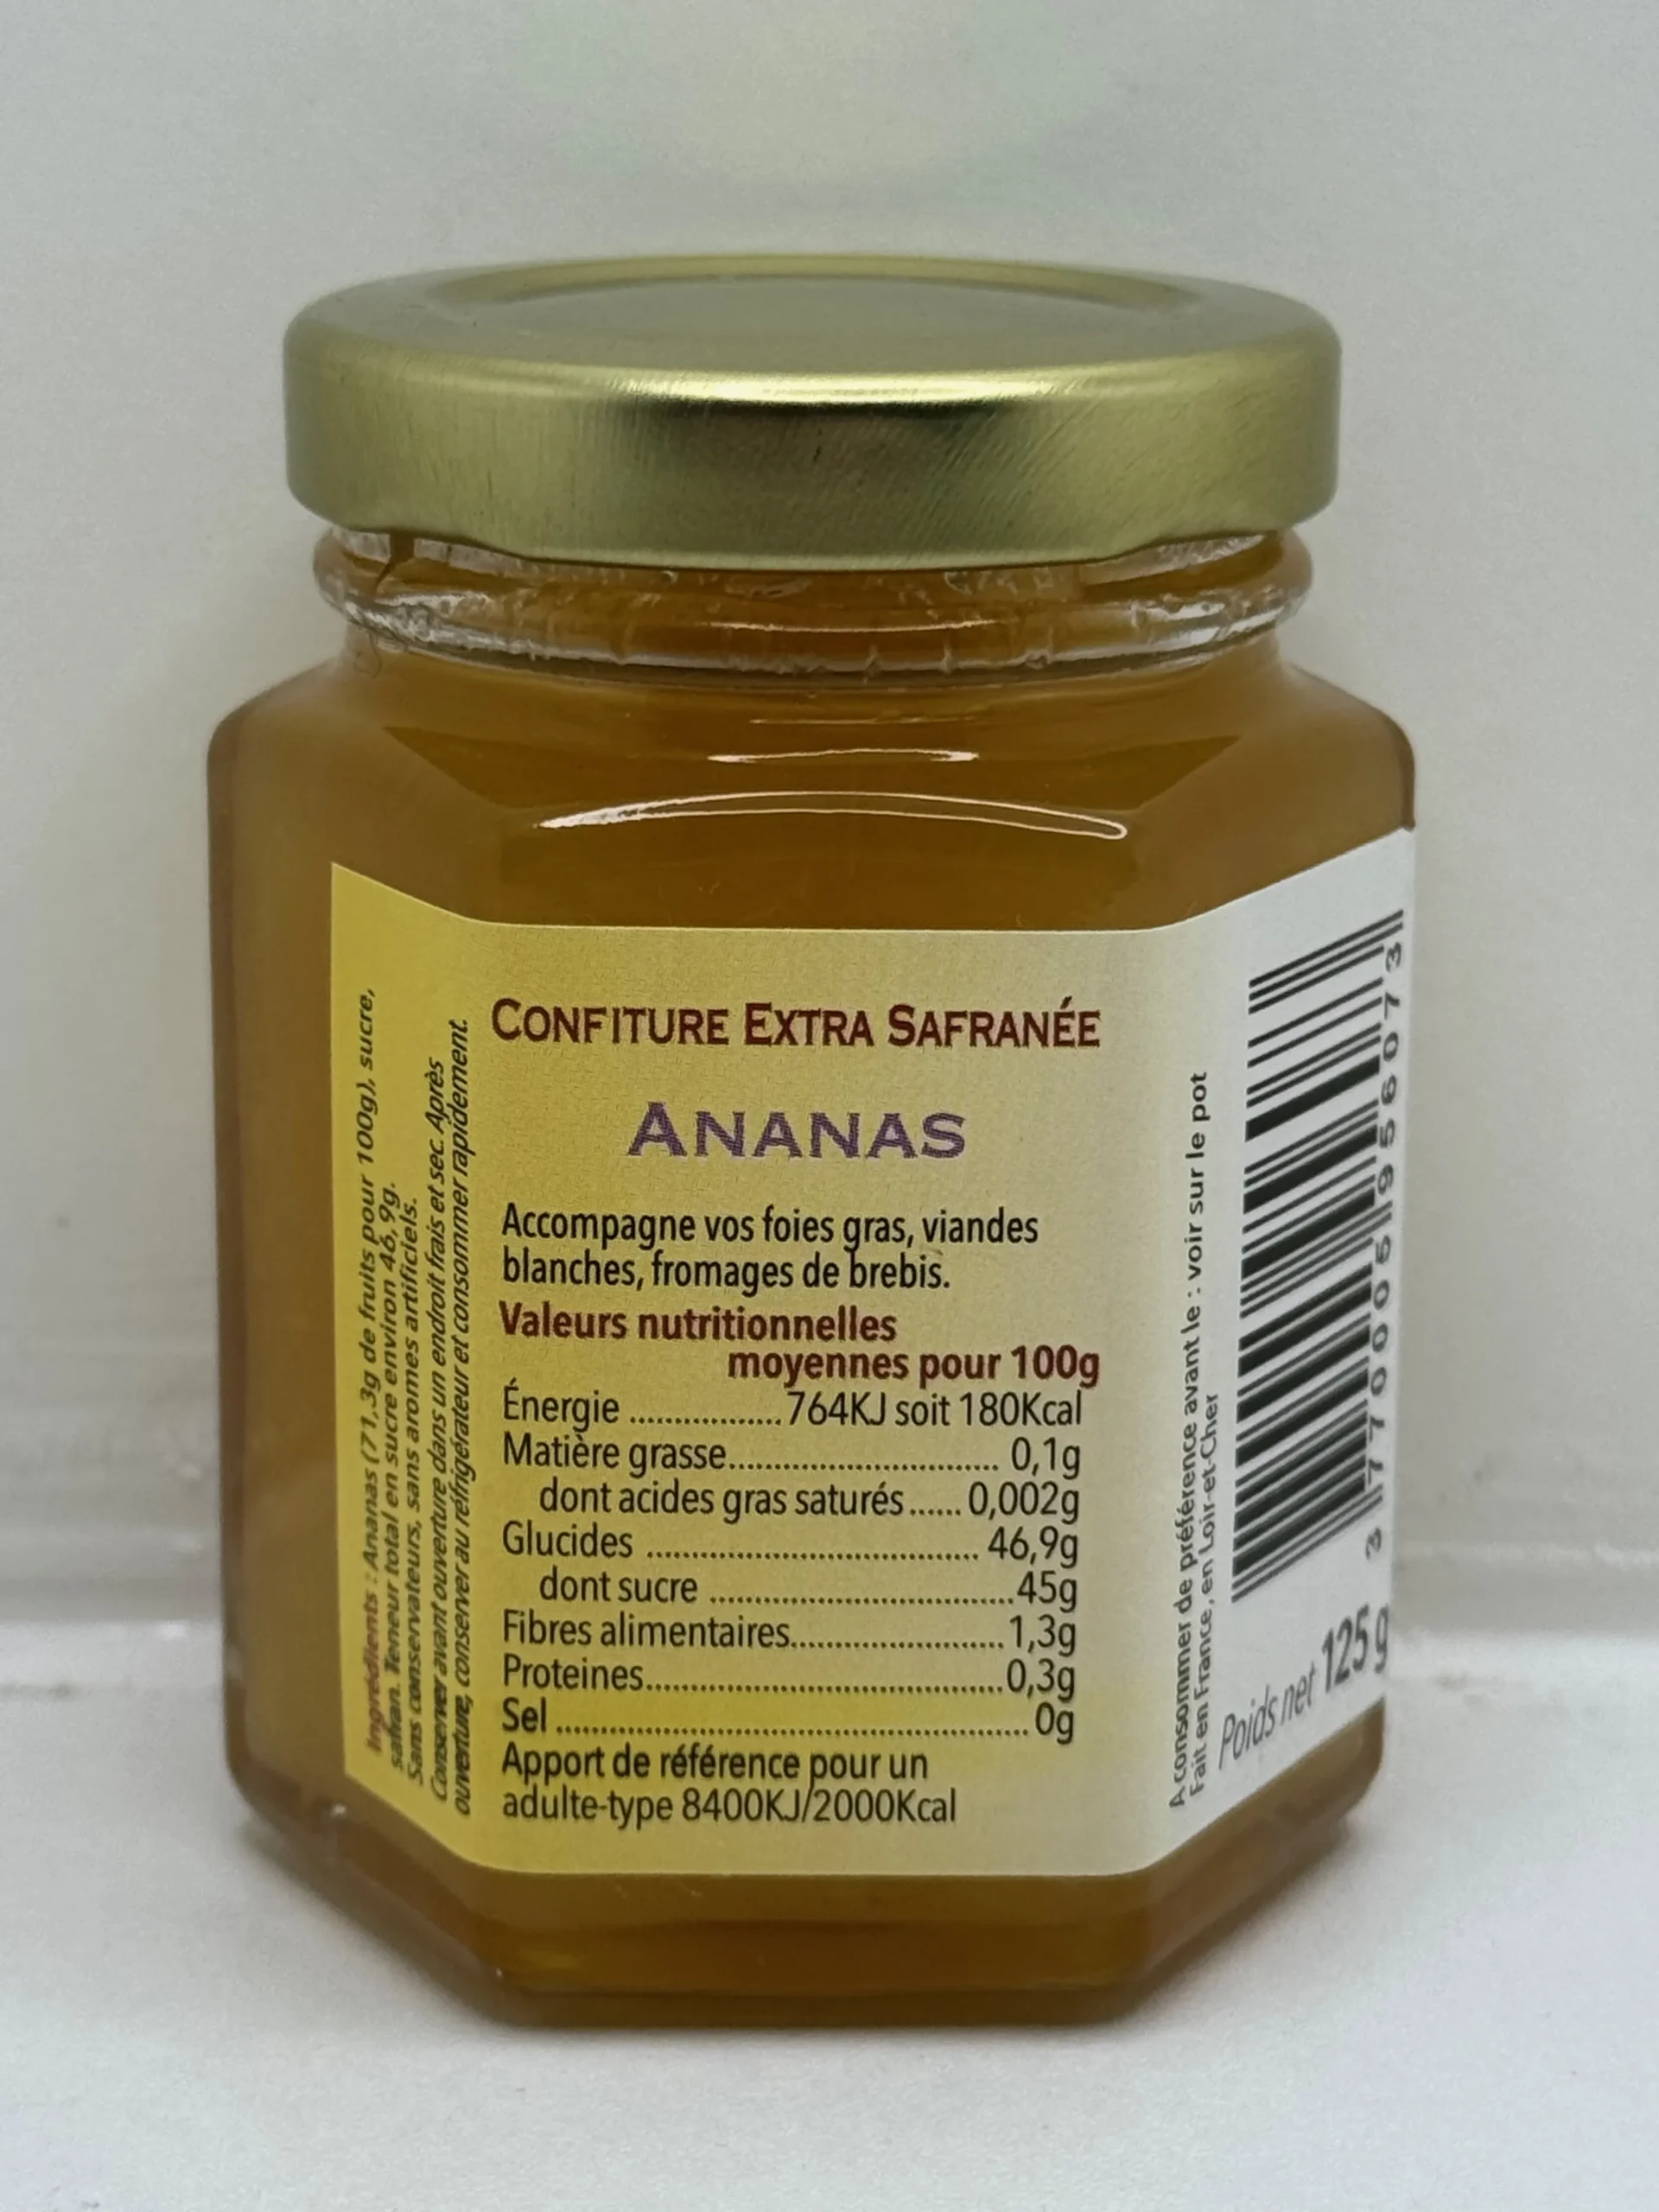 Ingrédients : Ananas (71,3g de fruits pour 100g), sucre,
safran. Teneur total en sucre environ 46,9g.
Sans conservateurs, sans aromes artificiels.
Conserver avant ouverture dans un endroit frais et sec. Après
ouverture, conserver au réfrigérateur et consommer rapidement.
CONFITURE EXTRA SAFRANÉE
ANANAS
Accompagne vos foies gras, viandes
blanches, fromages de brebis.
Valeurs nutritionnelles
moyennes pour 100g
Énergie .................764KJ soit 180Kcal
Matière grasse.............................. 0,1g
dont acides gras saturés...... 0,002g
Glucides ..................................... 46,9g
dont sucre ..................................45g
Fibres alimentaires........................1,3g
Proteines.......................................0,3g
Sel .................................................... 0g
Apport de référence pour un
adulte-type 8400KJ/2000Kcal
A consommer de préférence avant le : voir sur le pot
Fait en France, en Loir-et-Cher
3 770006 956073
Poids net 125 g